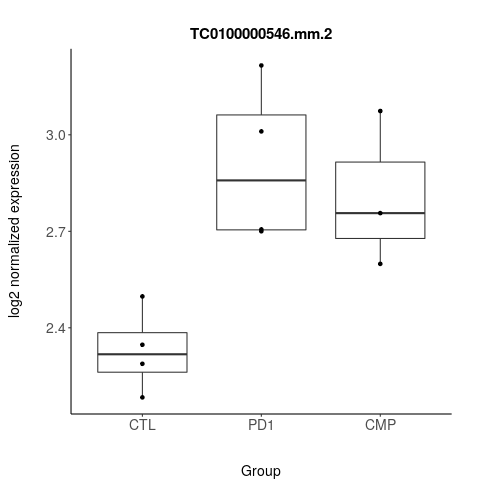 TC0100000546.mm.2
log2 normalized expression
3.0
2.7
2.4
CTL PD1 CMP
Group